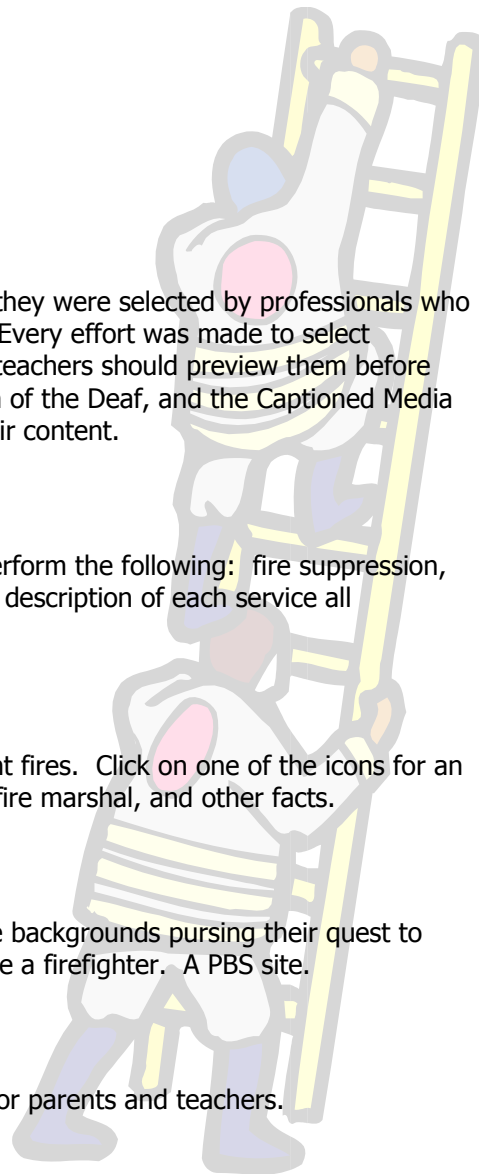 they were selected by professionals who
Every effort was made to select
teachers should preview them before
of the Deaf, and the Captioned Media
ir content.
erform the following: fire suppression,
description of each service all
t fires. Click on one of the icons for an
fire marshal, and other facts.
backgrounds pursing their quest to
e a firefighter. A PBS site.
or parents and teachers.